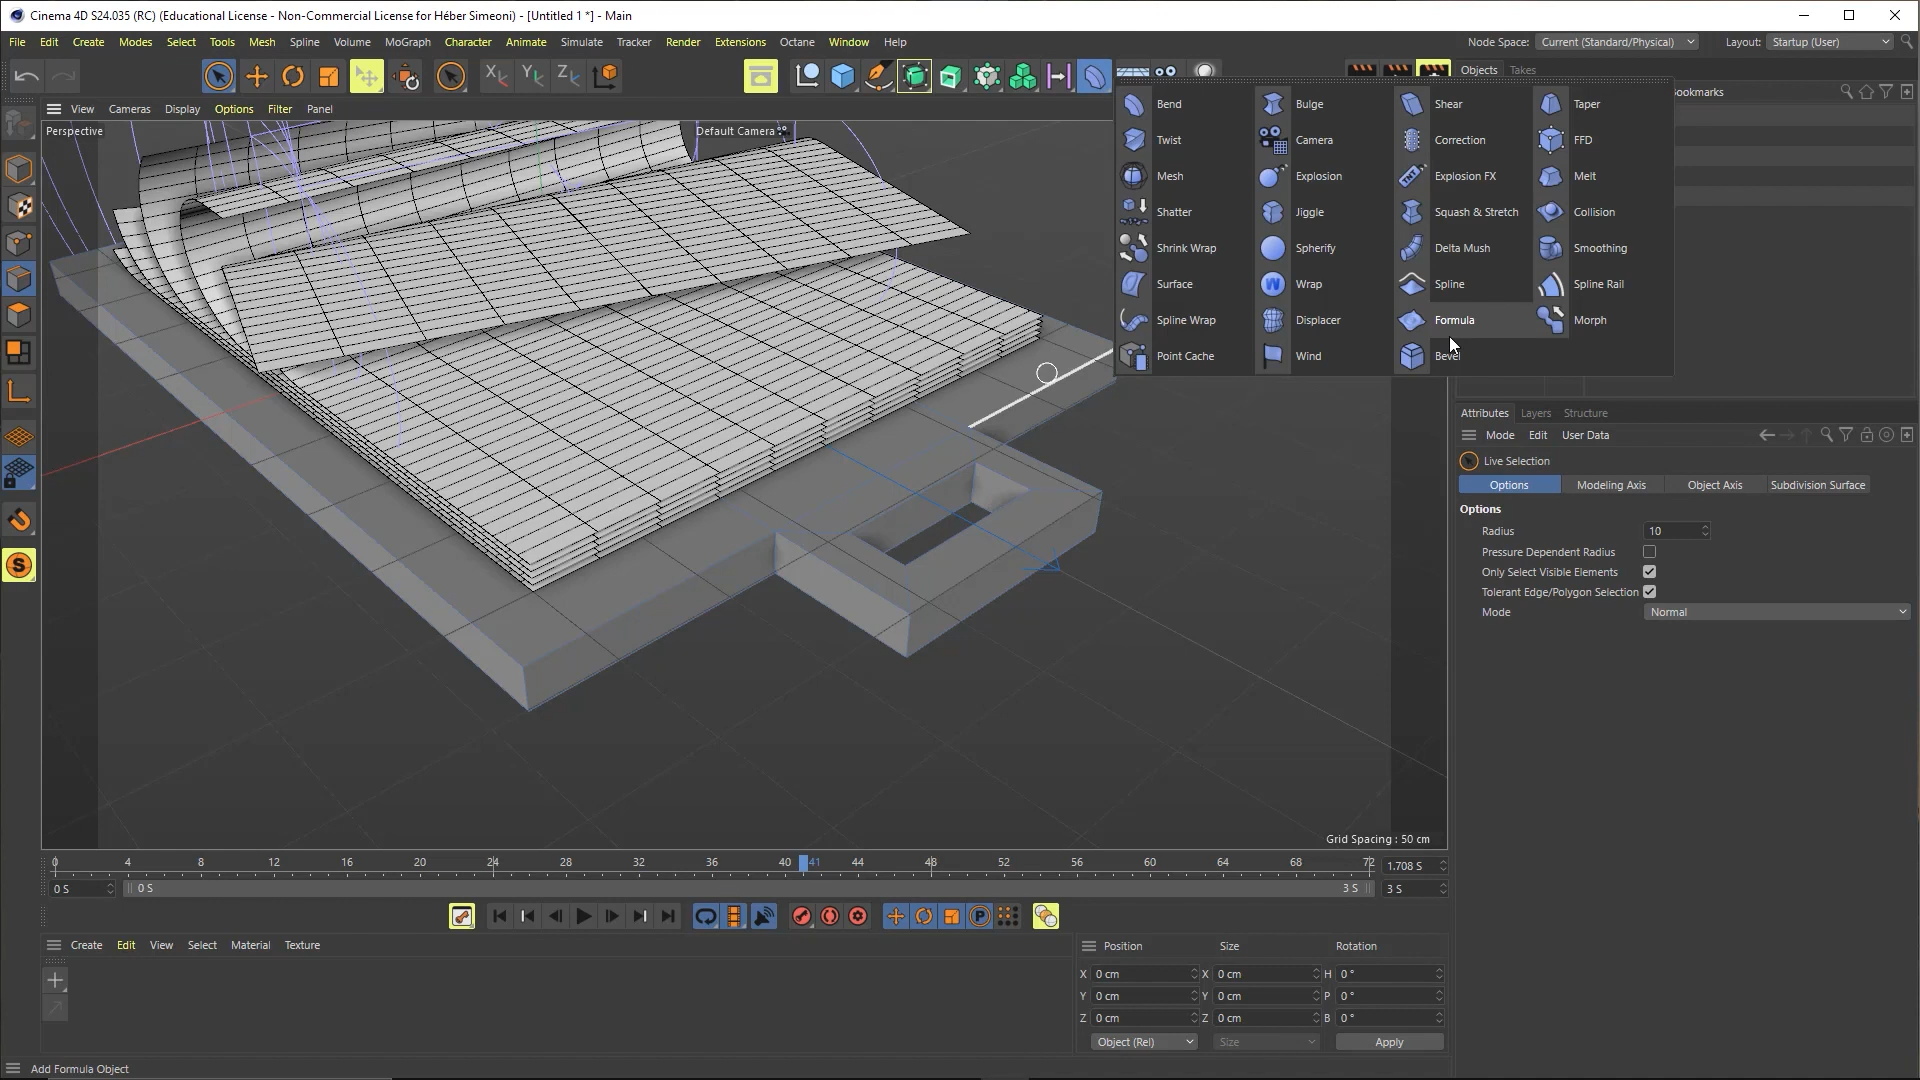 Cinema 4D S24.035 (RC) (Educational License - Non-Commercial License for Héber Simeoni) - [Untitled 1 *] - Main
File Edit Create Modes Select Tools Mesh Spline Volume MoGraph Character Animate Simulate Tracker Render Extensions Octane Window Help Node Space: Current (Standard/Physical) Layout: Startup (User)
X Y Z Objects Takes
View Cameras Display Options Filter Panel
Bookmarks
Perspective Default Camera
Bend Bulge Shear Taper
Twist Camera Correction FFD
Mesh Explosion Explosion FX Melt
Shatter Jiggle Squash & Stretch Collision
Shrink Wrap Spherify Delta Mush Smoothing
Surface Wrap Spline Spline Rail
Spline Wrap Displacer Formula Morph
Point Cache Wind Bevel
Attributes Layers Structure
Mode Edit User Data
Live Selection
Options Modeling Axis Object Axis Subdivision Surface
Options
Radius 10
Pressure Dependent Radius
Only Select Visible Elements
Tolerant Edge/Polygon Selection
Mode Normal
Grid Spacing : 50 cm
0 4 8 12 16 20 24 28 32 36 40 41 44 48 52 56 60 64 68 72 1.708 S
0 S 0 S 3 S 3 S
Create Edit View Select Material Texture
Position Size Rotation
X 0 cm X 0 cm H 0 °
Y 0 cm Y 0 cm P 0 °
Z 0 cm Z 0 cm B 0 °
Object (Rel) Size Apply
Add Formula Object